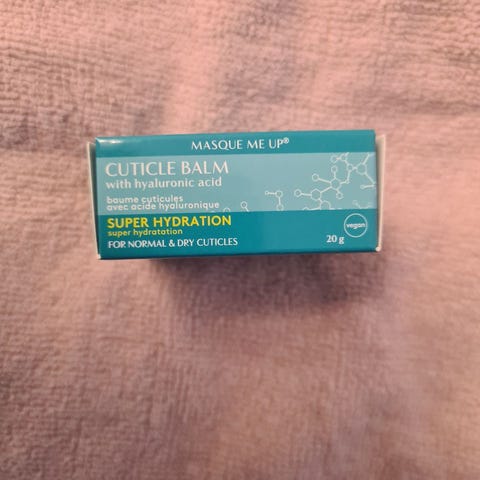 MASQUE ME UP®
CUTICLE BALM
with hyaluronic acid
baume cuticules
avec acide hyaluronique
SUPER HYDRATION
super hydratation
FOR NORMAL & DRY CUTICLES
20 g
vegan